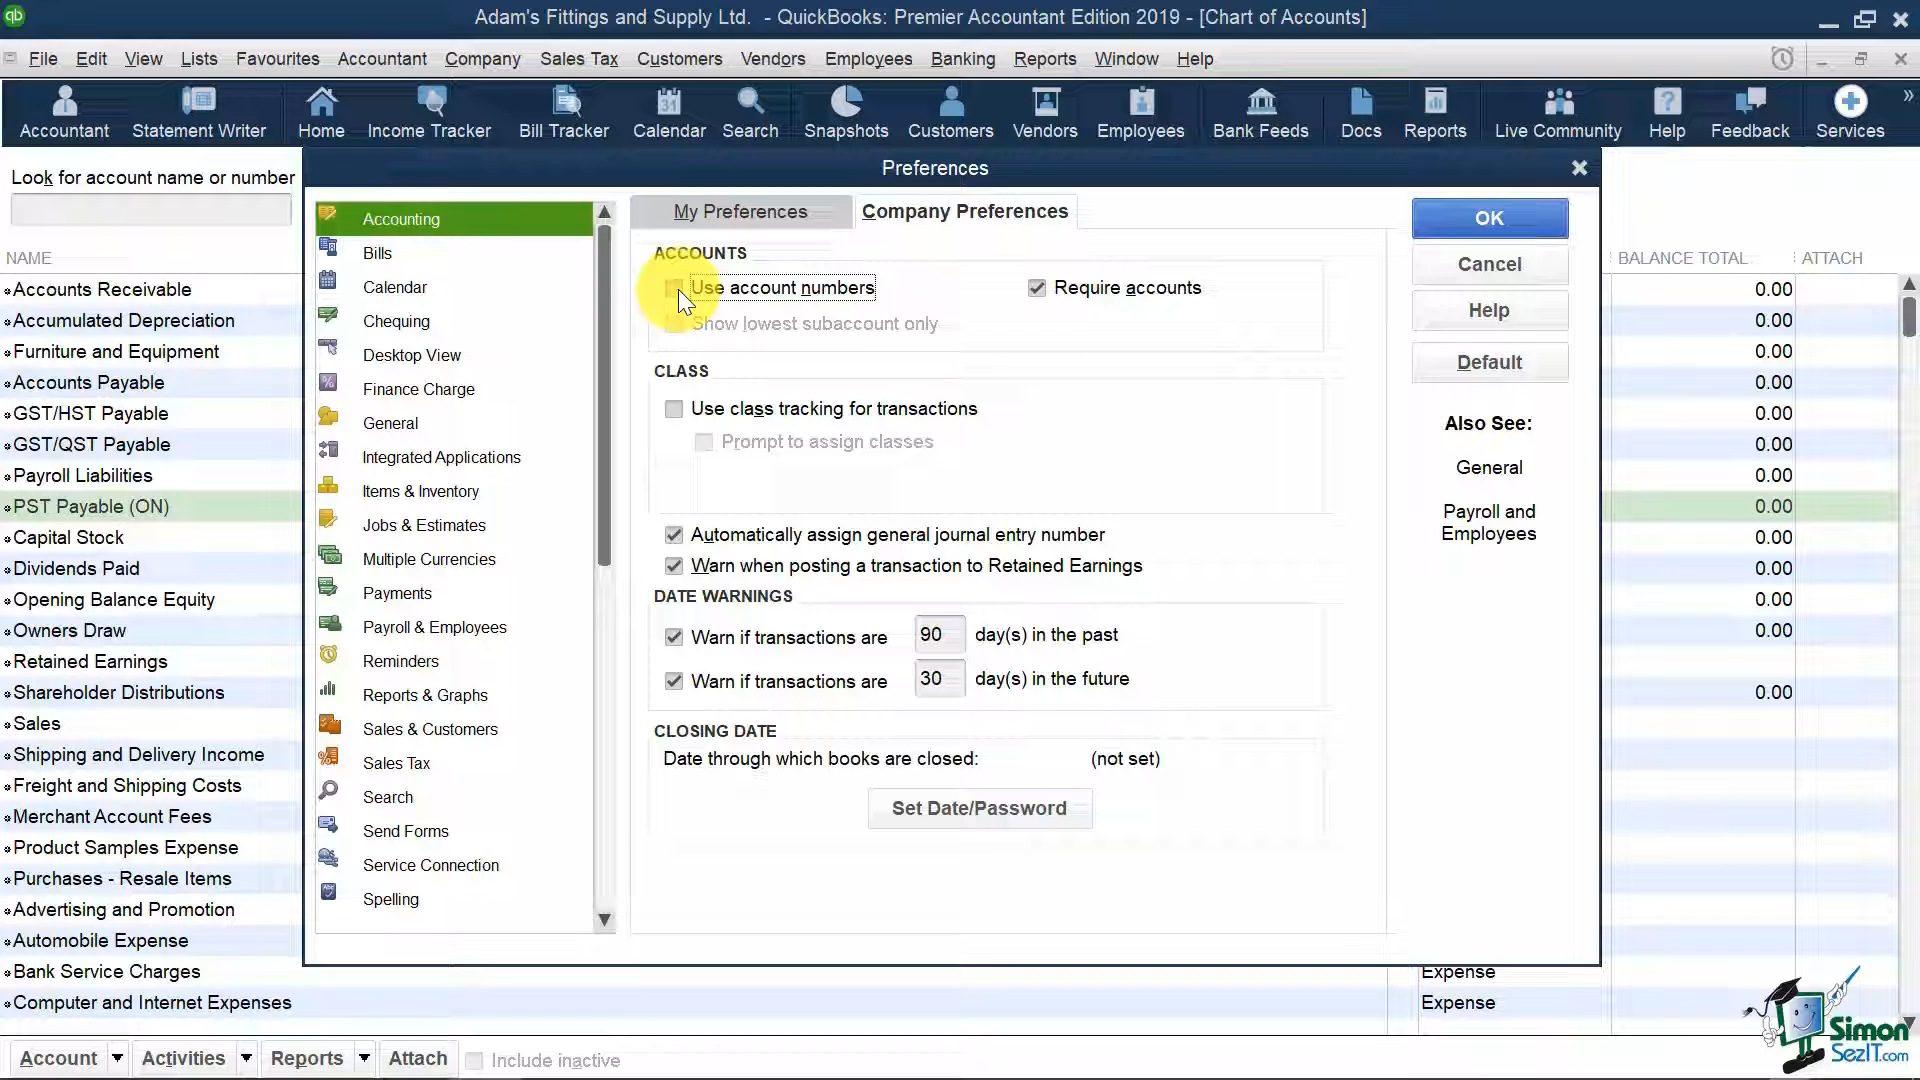 qb
Adam's Fittings and Supply Ltd.  - QuickBooks: Premier Accountant Edition 2019 - [Chart of Accounts]
File Edit View Lists Favourites Accountant Company Sales Tax Customers Vendors Employees Banking Reports Window Help
Accountant Statement Writer Home Income Tracker Bill Tracker Calendar Search Snapshots Customers Vendors Employees Bank Feeds Docs Reports Live Community Help Feedback Services
Preferences
Look for account name or number
NAME
BALANCE TOTAL
ATTACH
Accounts Receivable
0.00
Accumulated Depreciation
0.00
Furniture and Equipment
0.00
Accounts Payable
0.00
GST/HST Payable
0.00
GST/QST Payable
0.00
Payroll Liabilities
0.00
PST Payable (ON)
0.00
Capital Stock
0.00
Dividends Paid
0.00
Opening Balance Equity
0.00
Owners Draw
0.00
Retained Earnings
Shareholder Distributions
0.00
Sales
Shipping and Delivery Income
Freight and Shipping Costs
Merchant Account Fees
Product Samples Expense
Purchases - Resale Items
Advertising and Promotion
Automobile Expense
Bank Service Charges
Expense
Computer and Internet Expenses
Expense
Accounting
Bills
Calendar
Chequing
Desktop View
Finance Charge
General
Integrated Applications
Items & Inventory
Jobs & Estimates
Multiple Currencies
Payments
Payroll & Employees
Reminders
Reports & Graphs
Sales & Customers
Sales Tax
Search
Send Forms
Service Connection
Spelling
My Preferences
Company Preferences
ACCOUNTS
Use account numbers
Require accounts
Show lowest subaccount only
CLASS
Use class tracking for transactions
Prompt to assign classes
Automatically assign general journal entry number
Warn when posting a transaction to Retained Earnings
DATE WARNINGS
Warn if transactions are 90 day(s) in the past
Warn if transactions are 30 day(s) in the future
CLOSING DATE
Date through which books are closed: (not set)
Set Date/Password
OK
Cancel
Help
Default
Also See:
General
Payroll and
Employees
Account Activities Reports Attach Include inactive
Simon
SezIT.com